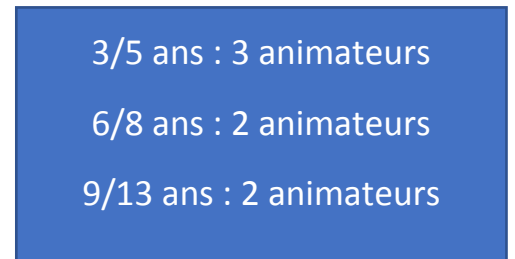 3/5 ans : 3 animateurs
6/8 ans : 2 animateurs
9/13 ans : 2 animateurs